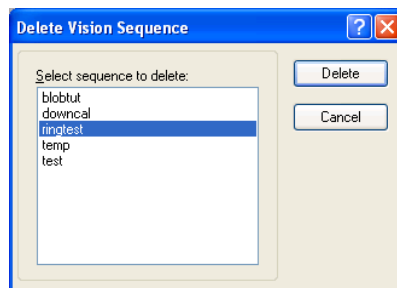 Delete Vision Sequence
Select sequence to delete:
Delete
blobtut
downcal
Cancel
ringtest
temp
test